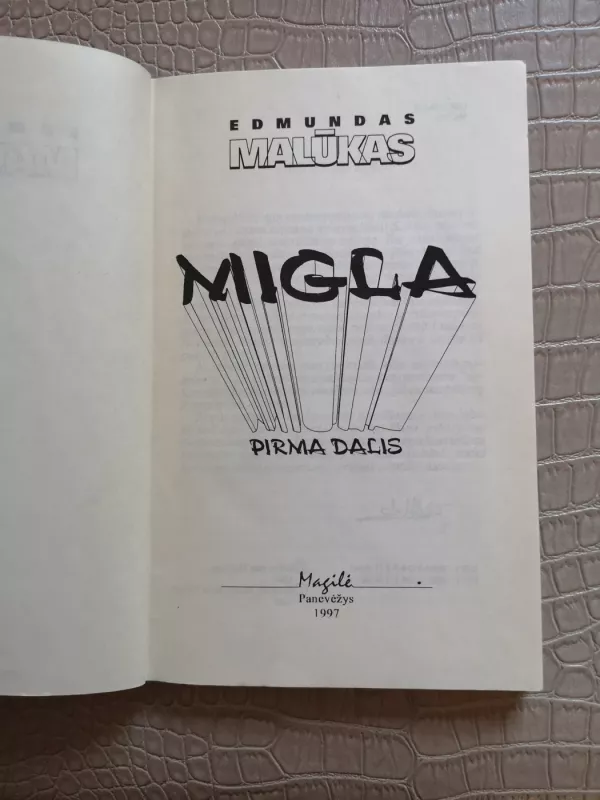 EDMUNDAS
MALŪKAS
MIGLA
PIRMA DALIS
Magilė
Panevėžys
1997